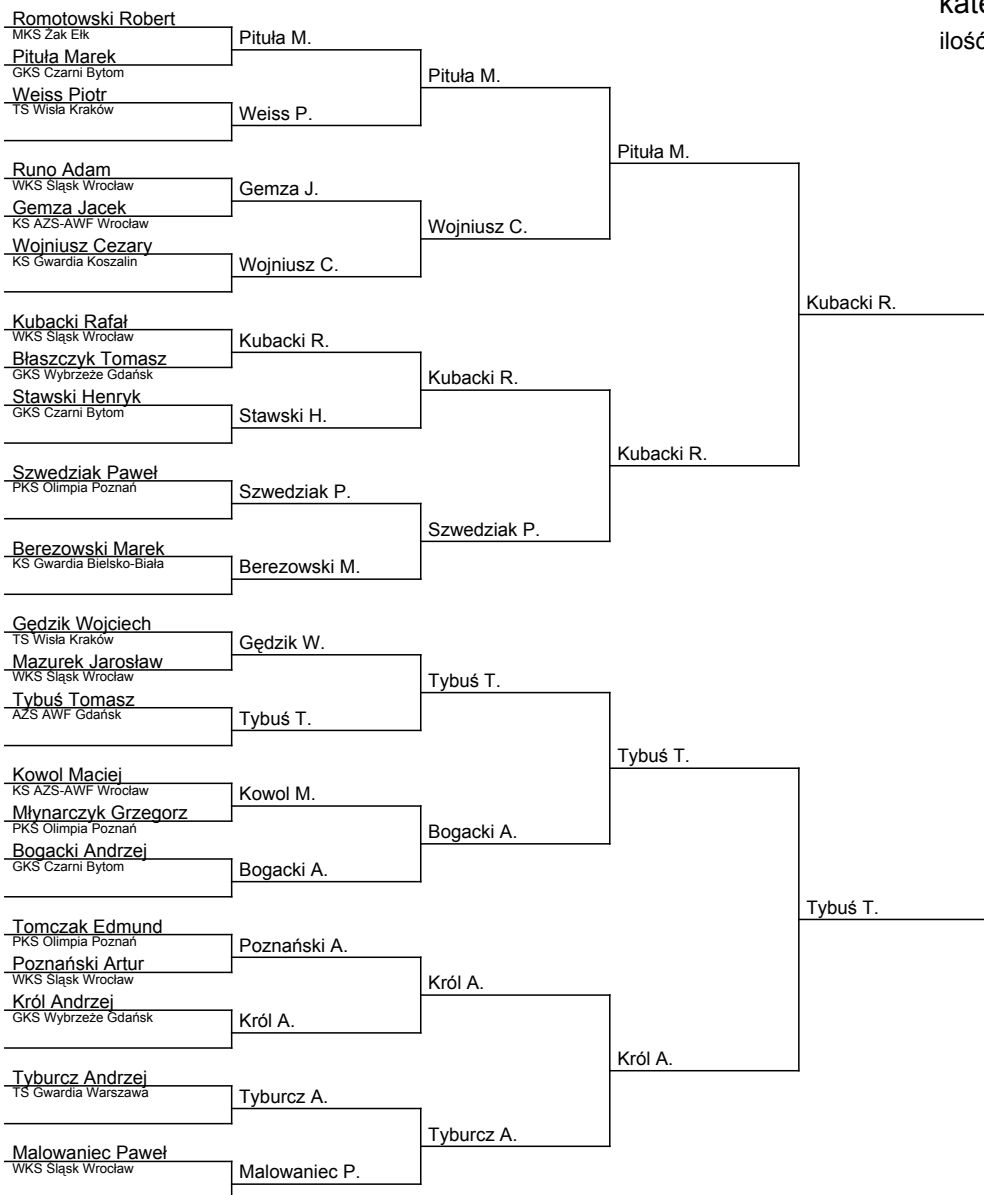 kate
ilość
Romotowski Robert
MKS Żak Ełk
Pituła Marek
GKS Czarni Bytom
Weiss Piotr
TS Wisła Kraków
Runo Adam
WKS Śląsk Wrocław
Gemza Jacek
KS AZS-AWF Wrocław
Wojniusz Cezary
KS Gwardia Koszalin
Kubacki Rafał
WKS Śląsk Wrocław
Błaszczyk Tomasz
GKS Wybrzeże Gdańsk
Stawski Henryk
GKS Czarni Bytom
Szwedziak Paweł
PKS Olimpia Poznań
Berezowski Marek
KS Gwardia Bielsko-Biała
Gędzik Wojciech
TS Wisła Kraków
Mazurek Jarosław
WKS Śląsk Wrocław
Tybuś Tomasz
AZS AWF Gdańsk
Kowol Maciej
KS AZS-AWF Wrocław
Młynarczyk Grzegorz
PKS Olimpia Poznań
Bogacki Andrzej
GKS Czarni Bytom
Tomczak Edmund
PKS Olimpia Poznań
Poznański Artur
WKS Śląsk Wrocław
Król Andrzej
GKS Wybrzeże Gdańsk
Tyburcz Andrzej
TS Gwardia Warszawa
Malowaniec Paweł
WKS Śląsk Wrocław
Pituła M.
Weiss P.
Gemza J.
Wojniusz C.
Kubacki R.
Stawski H.
Szwedziak P.
Berezowski M.
Gędzik W.
Tybuś T.
Kowol M.
Bogacki A.
Poznański A.
Król A.
Tyburcz A.
Malowaniec P.
Pituła M.
Wojniusz C.
Kubacki R.
Szwedziak P.
Tybuś T.
Bogacki A.
Król A.
Tyburcz A.
Pituła M.
Kubacki R.
Tybuś T.
Król A.
Kubacki R.
Tybuś T.